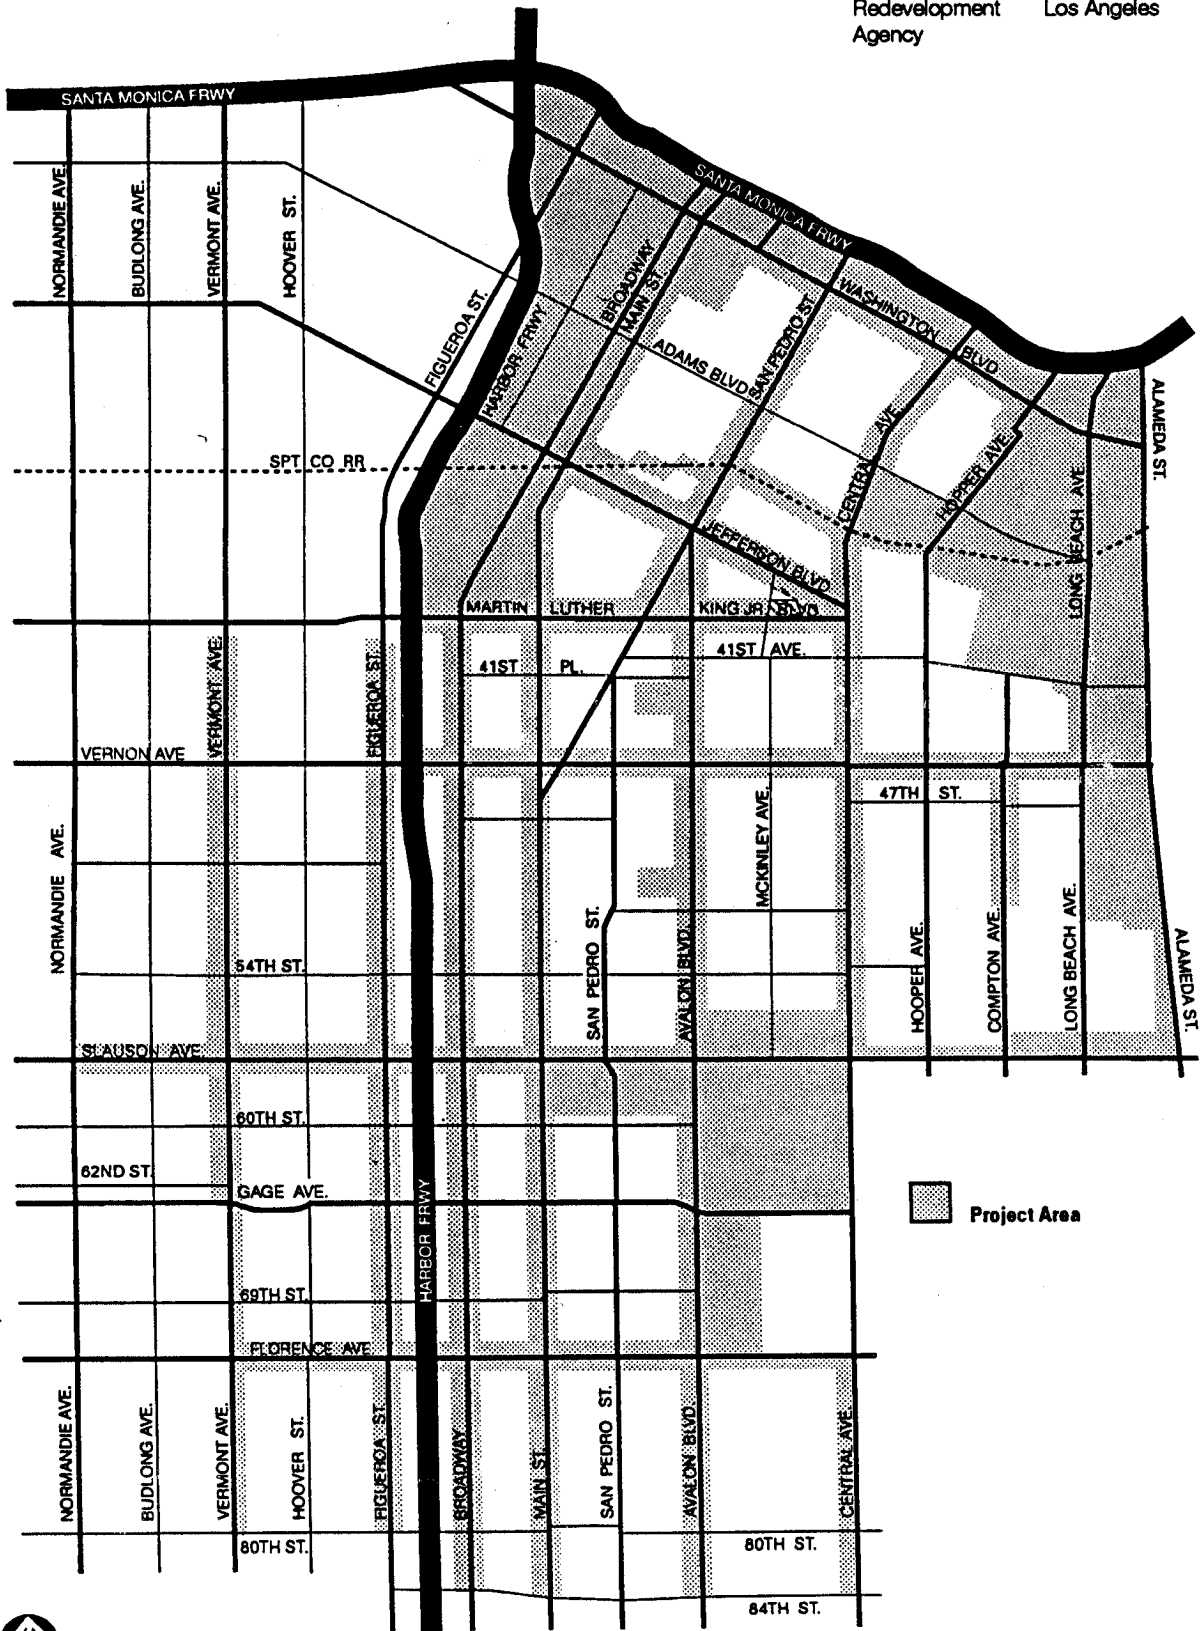 Redevelopment Los Angeles
Agency
SANTA MONICA FRWY
NORMANDIE AVE.
BUDLONG AVE.
VERMONT AVE.
HOOVER ST.
SANTA MONICA FRWY
FIGUEROA ST.
HARBOR FRWY
BROADWAY
MAIN ST
ADAMS BLVD
SAN PEDRO ST
WASHINGTON BLVD
CENTRAL AVE.
HOPPER AVE.
LONG BEACH AVE
ALAMEDA ST.
SPT CO RR
JEFFERSON BLVD
MARTIN LUTHER KING JR. BLVD
41ST AVE.
41ST PL.
VERMONT AVE.
FIGUEROA ST.
VERNON AVE
47TH ST.
NORMANDIE AVE.
MCKINLEY AVE.
SAN PEDRO ST.
AVALON BLVD.
HOOPER AVE.
COMPTON AVE.
LONG BEACH AVE.
ALAMEDA ST.
54TH ST.
SLAUSON AVE.
60TH ST.
62ND ST.
GAGE AVE.
HARBOR FRWY
Project Area
69TH ST.
FLORENCE AVE.
NORMANDIE AVE.
BUDLONG AVE.
VERMONT AVE.
HOOVER ST.
FIGUEROA ST.
BROADWAY
MAIN ST.
SAN PEDRO ST.
AVALON BLVD.
CENTRAL AVE.
80TH ST.
80TH ST.
84TH ST.